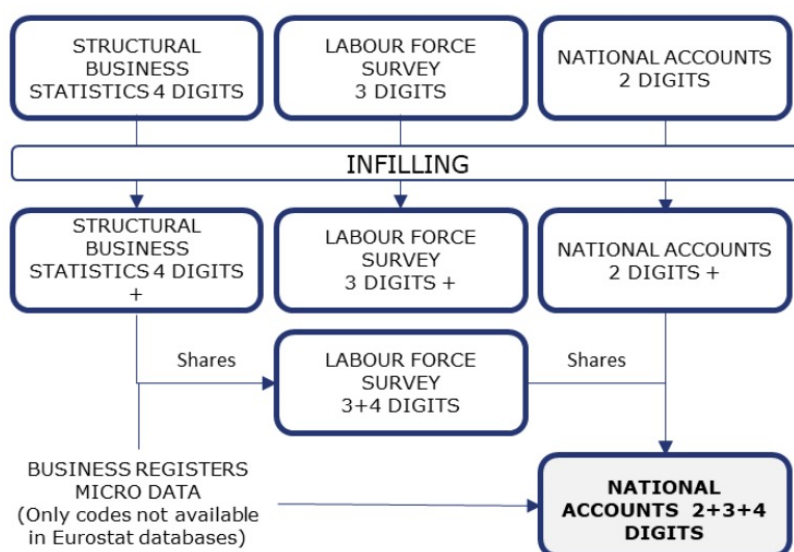 STRUCTURAL
BUSINESS
STATISTICS 4 DIGITS
LABOUR FORCE
SURVEY
3 DIGITS
NATIONAL ACCOUNTS
2 DIGITS
INFILLING
STRUCTURAL
BUSINESS
STATISTICS 4 DIGITS
+
LABOUR FORCE
SURVEY
3 DIGITS +
NATIONAL ACCOUNTS
2 DIGITS +
Shares
LABOUR FORCE
SURVEY
3+4 DIGITS
Shares
BUSINESS REGISTERS
MICRO DATA
(Only codes not available
in Eurostat databases)
NATIONAL
ACCOUNTS 2+3+4
DIGITS